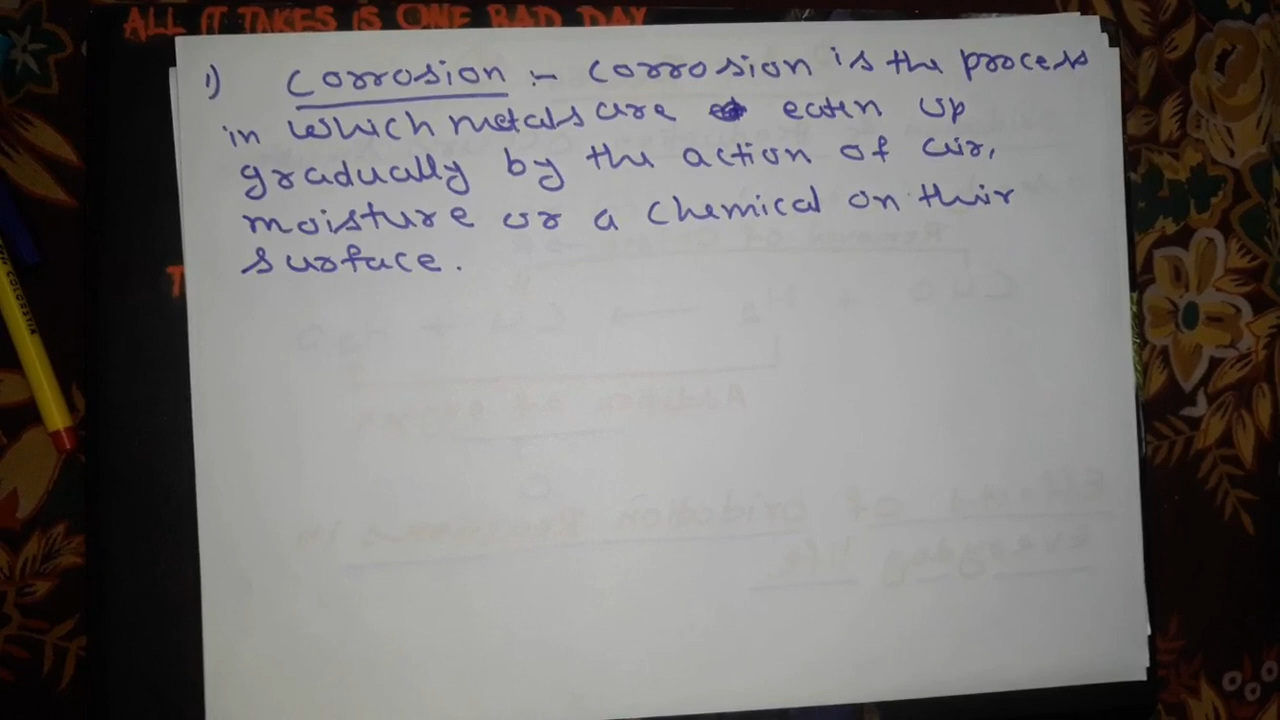 ALL IT TAKES IS ONE BAD DAY
1) Corrosion :- Corrosion is the process
in which metals are eaten up
gradually by the action of air,
moisture or a chemical on their
surface.